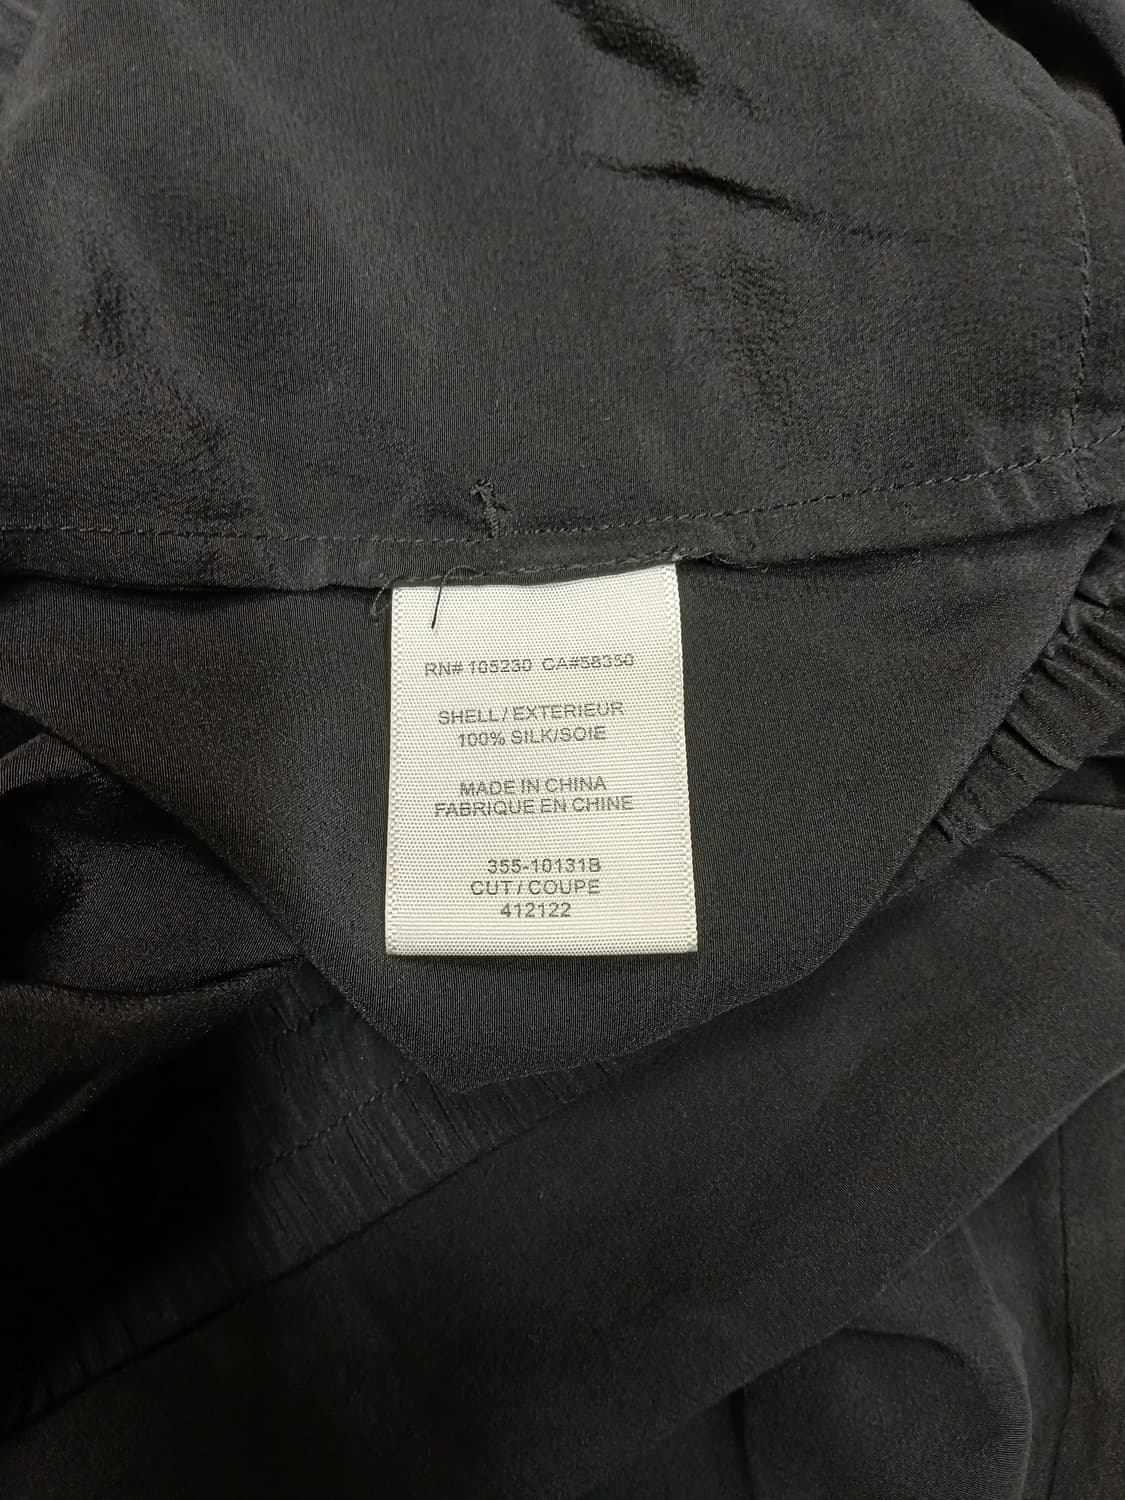 RN# 105230 CA#58350
SHELL/EXTERIEUR
100% SILK/SOIE
MADE IN CHINA
FABRIQUE EN CHINE
355-10131B
CUT/COUPE
412122